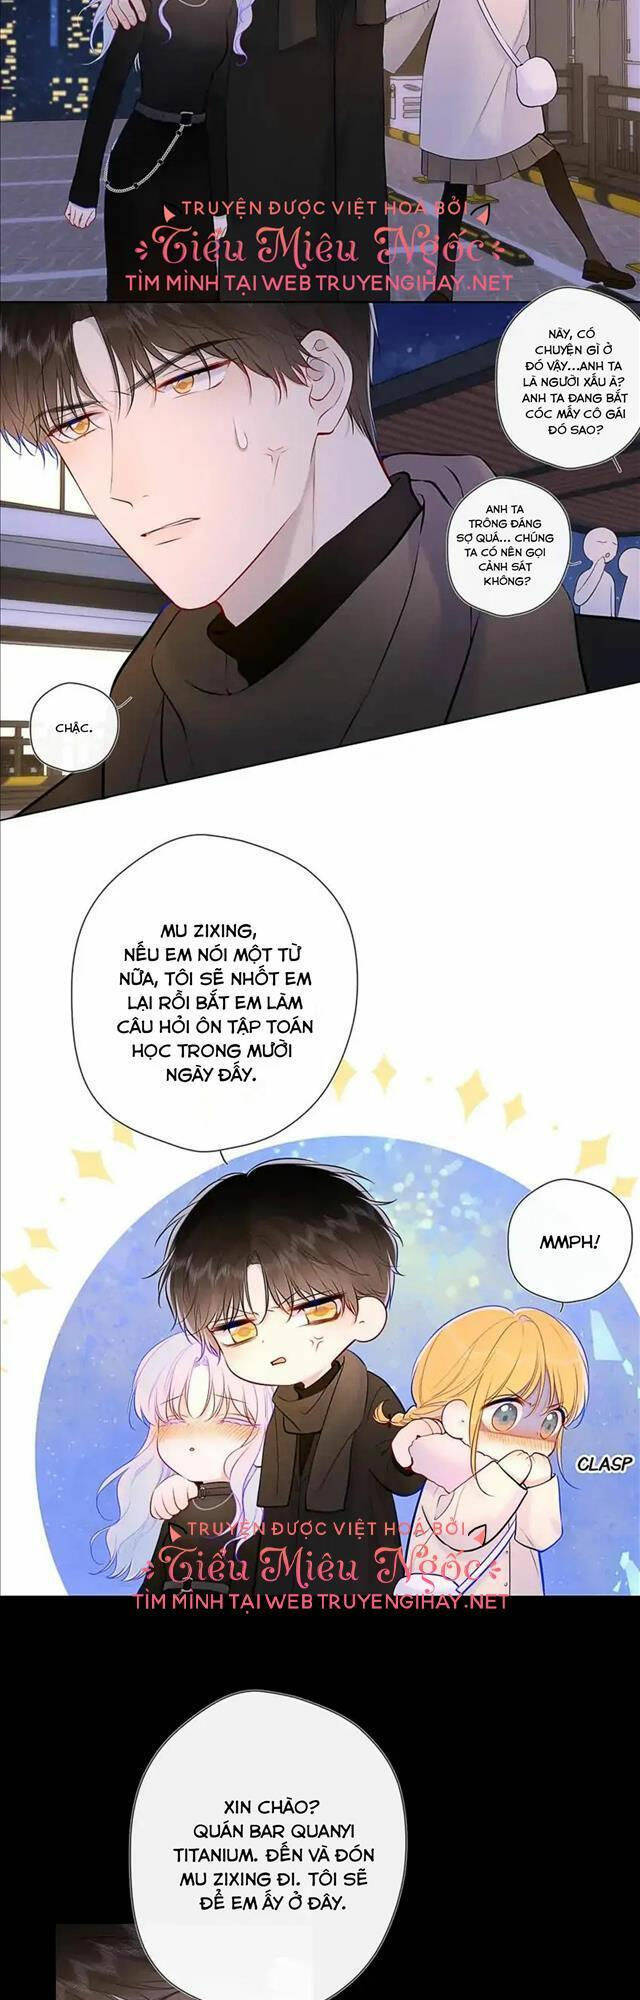 TRUYỆN ĐƯỢC VIỆT HOÁ BỞI
Tiểu Miêu Ngốc
TÌM MÌNH TẠI WEB TRUYENGIHAY.NET
NÀY, CÓ
CHUYỆN GÌ Ở
ĐÓ VẬY...ANH TA
LÀ NGƯỜI XẤU À?
ANH TA ĐANG BẮT
CÓC MẤY CÔ GÁI
ĐÓ SAO?
ANH TA
TRÔNG ĐÁNG
SỢ QUÁ... CHÚNG
TA CÓ NÊN GỌI
CẢNH SÁT
KHÔNG?
CHẬC.
MU ZIXING,
NẾU EM NÓI MỘT TỪ
NỮA, TÔI SẼ NHỐT EM
LẠI RỒI BẮT EM LÀM
CÂU HỎI ÔN TẬP TOÁN
HỌC TRONG MƯỜI
NGÀY ĐẤY.
MMPH!
CLASP
TRUYỆN ĐƯỢC VIỆT HOÁ BỞI
Tiểu Miêu Ngốc
TÌM MÌNH TẠI WEB TRUYENGIHAY.NET
XIN CHÀO?
QUÁN BAR QUANYI
TITANIUM. ĐẾN VÀ ĐÓN
MU ZIXING ĐI. TÔI SẼ
ĐỂ EM ẤY Ở ĐÂY.